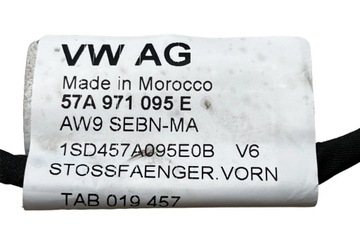 VW AG
Made in Morocco
57A 971 095 E
AW9 SEBN-MA
1SD457A095E0B V6
STOSSFAENGER.VORN
TAB 019 457